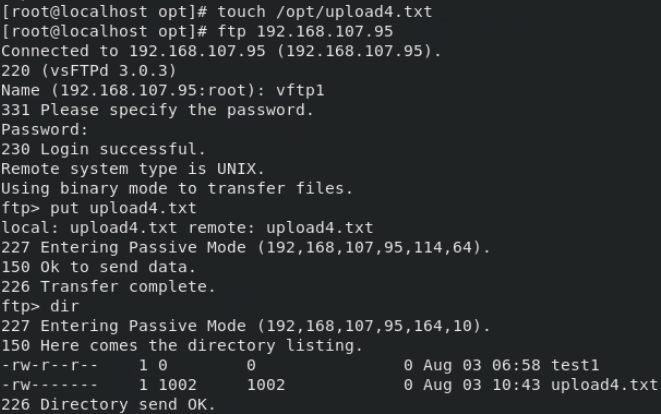 [root@localhost opt]# touch /opt/upload4.txt
[root@localhost opt]# ftp 192.168.107.95
Connected to 192.168.107.95 (192.168.107.95).
220 (vsFTPd 3.0.3)
Name (192.168.107.95:root): vftp1
331 Please specify the password.
Password:
230 Login successful.
Remote system type is UNIX.
Using binary mode to transfer files.
ftp> put upload4.txt
local: upload4.txt remote: upload4.txt
227 Entering Passive Mode (192,168,107,95,114,64).
150 Ok to send data.
226 Transfer complete.
ftp> dir
227 Entering Passive Mode (192,168,107,95,164,10).
150 Here comes the directory listing.
-rw-r--r--    1 0        0               0 Aug 03 06:58 test1
-rw-------    1 1002     1002            0 Aug 03 10:43 upload4.txt
226 Directory send OK.